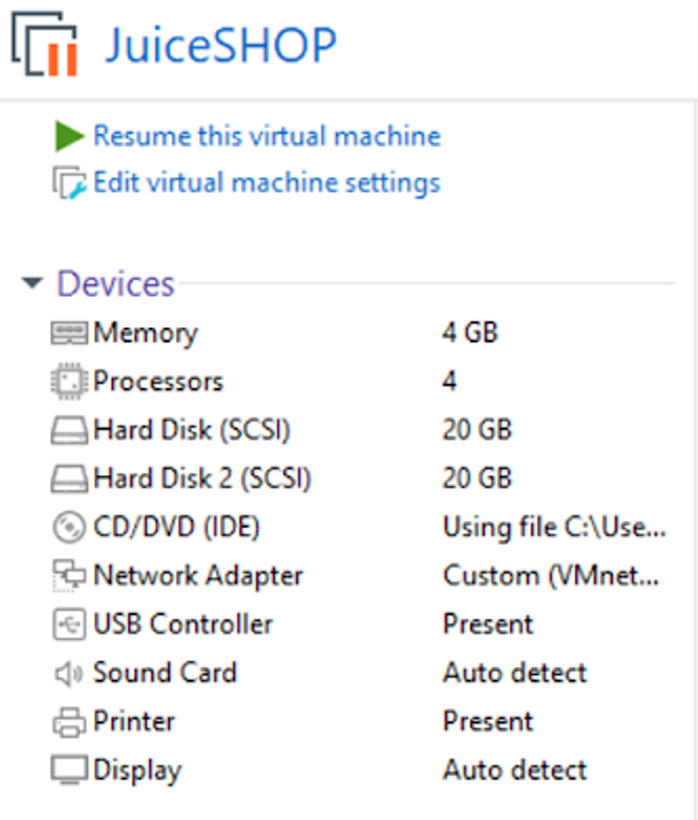 JuiceSHOP
Resume this virtual machine
Edit virtual machine settings
Devices
Memory 4 GB
Processors 4
Hard Disk (SCSI) 20 GB
Hard Disk 2 (SCSI) 20 GB
CD/DVD (IDE) Using file C:\Use...
Network Adapter Custom (VMnet...
USB Controller Present
Sound Card Auto detect
Printer Present
Display Auto detect